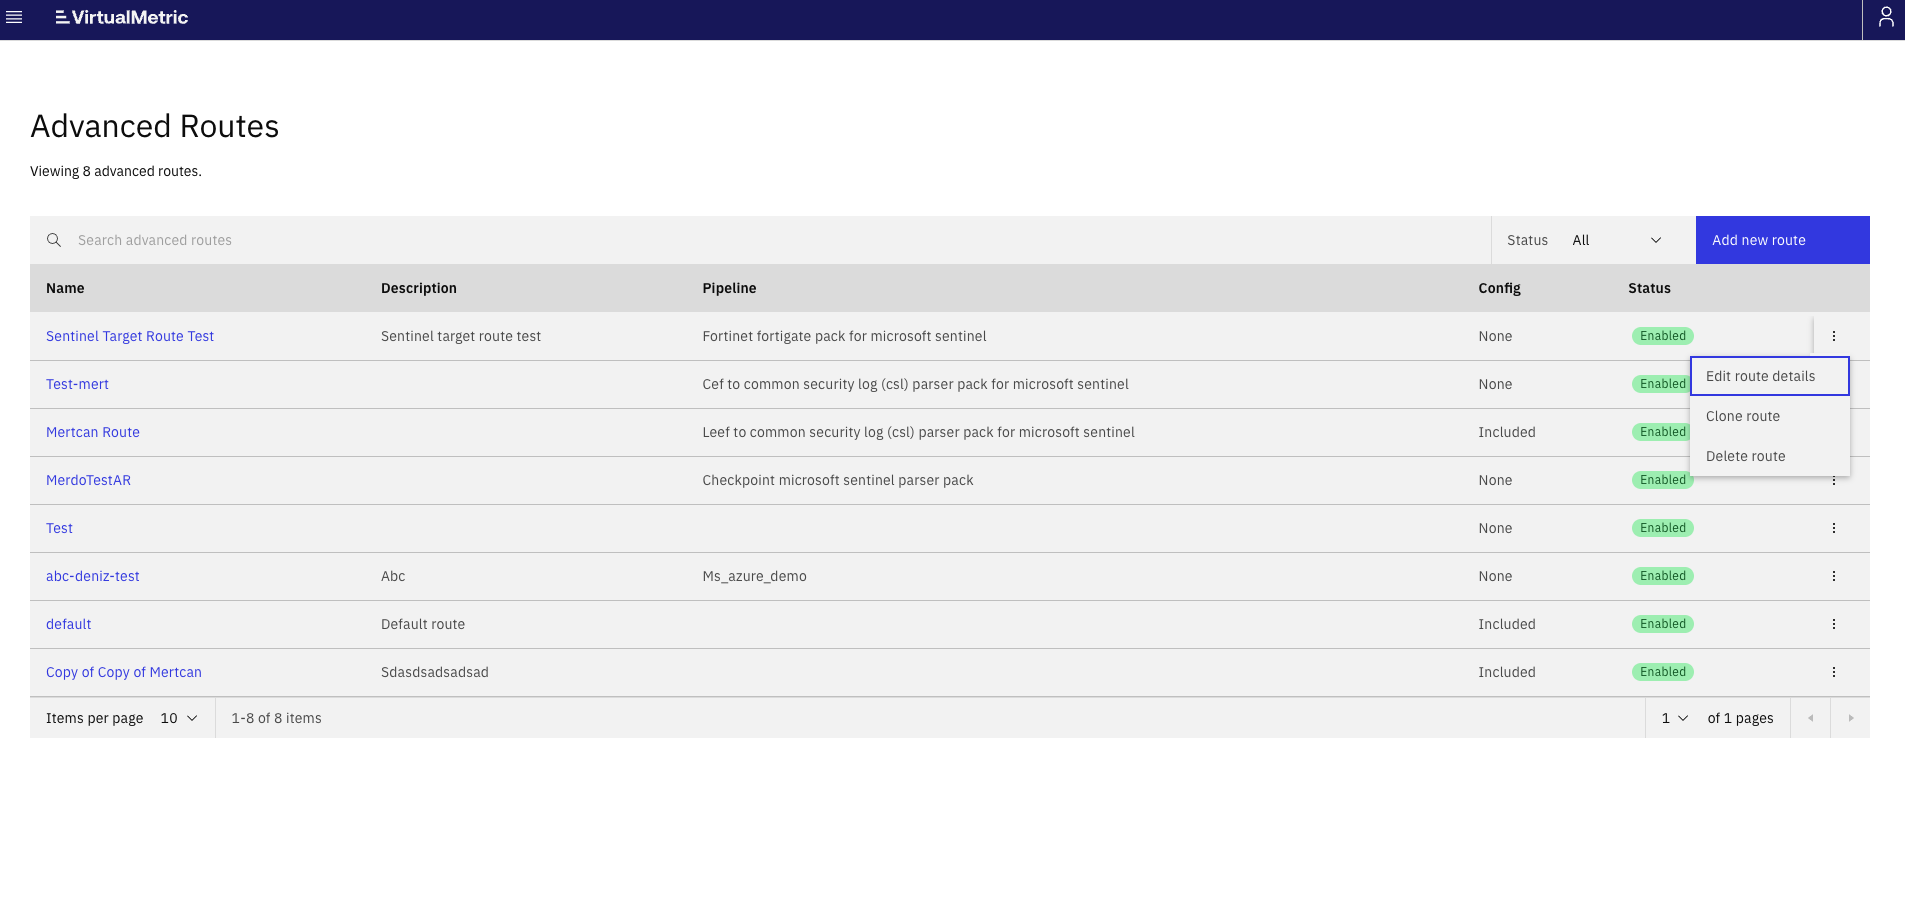 VirtualMetric
Advanced Routes
Viewing 8 advanced routes.
Search advanced routes Status All Add new route
Name Description Pipeline Config Status
Sentinel Target Route Test Sentinel target route test Fortinet fortigate pack for microsoft sentinel None Enabled
Edit route details
Test-mert Cef to common security log (csl) parser pack for microsoft sentinel None Enabled
Clone route
Mertcan Route Leef to common security log (csl) parser pack for microsoft sentinel Included Enabled
Delete route
MerdoTestAR Checkpoint microsoft sentinel parser pack None Enabled
Test None Enabled
abc-deniz-test Abc Ms_azure_demo None Enabled
default Default route Included Enabled
Copy of Copy of Mertcan Sdasdsadsadsad Included Enabled
Items per page 10 1-8 of 8 items 1 of 1 pages